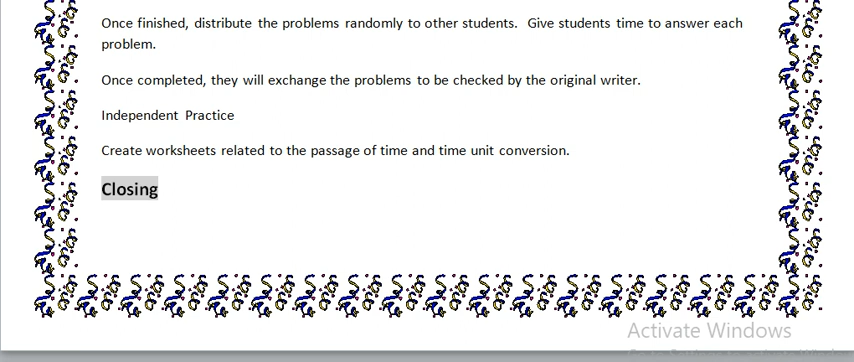 Once finished, distribute the problems randomly to other students.  Give students time to answer each
problem.
Once completed, they will exchange the problems to be checked by the original writer.
Independent Practice
Create worksheets related to the passage of time and time unit conversion.
Closing
Activate Windows